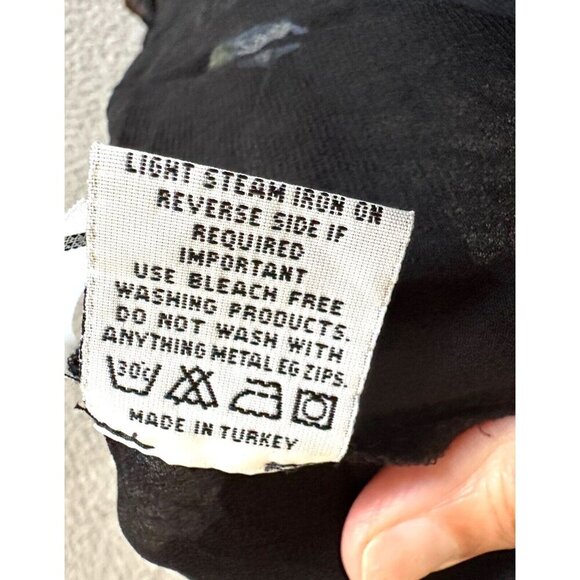 LIGHT STEAM IRON ON
REVERSE SIDE IF
REQUIRED
IMPORTANT
USE BLEACH FREE
WASHING PRODUCTS.
DO NOT WASH WITH
ANYTHING METAL EG ZIPS.
30°C
MADE IN TURKEY